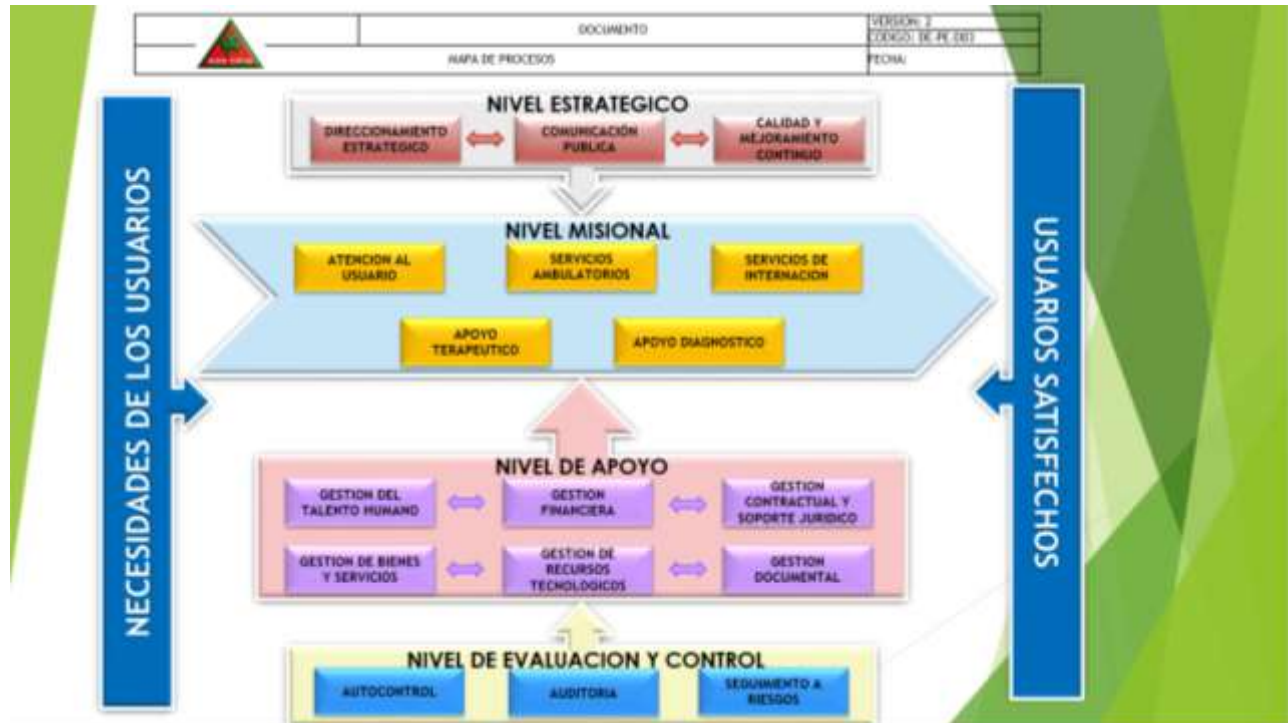 DOCUMENTO
VERSION: 2
MAPA DE PROCESOS
FECHA:
NECESIDADES DE LOS USUARIOS
NIVEL ESTRATEGICO
DIRECCIONAMIENTO
ESTRATEGICO
COMUNICACIÓN
PUBLICA
CALIDAD Y
MEJORAMIENTO
CONTINUO
NIVEL MISIONAL
ATENCION AL
USUARIO
SERVICIOS
AMBULATORIOS
SERVICIOS DE
INTERNACION
APOYO
TERAPEUTICO
APOYO DIAGNOSTICO
NIVEL DE APOYO
GESTION DEL
TALENTO HUMANO
GESTION
FINANCIERA
GESTION
CONTRACTUAL Y
SOPORTE JURIDICO
GESTION DE BIENES
Y SERVICIOS
GESTION DE
RECURSOS
TECNOLOGICOS
GESTION
DOCUMENTAL
NIVEL DE EVALUACION Y CONTROL
AUTOCONTROL
AUDITORIA
SEGUIMIENTO A
RIESGOS
USUARIOS SATISFECHOS